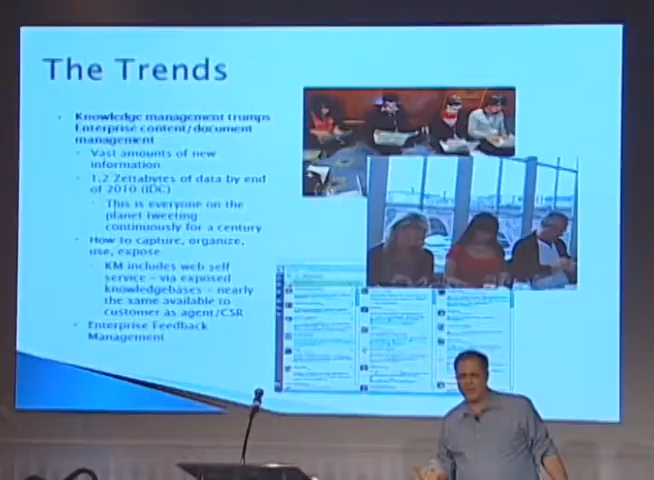 The Trends
Knowledge management trumps
Enterprise content/document
management
Vast amounts of new
information
1.2 Zettabytes of data by end
of 2010 (IDC)
This is everyone on the
planet tweeting
continuously for a century
How to capture, organize,
use, expose
KM includes web self
service - via exposed
knowledgebases - nearly
the same available to
customer as agent/CSR
Enterprise Feedback
Management